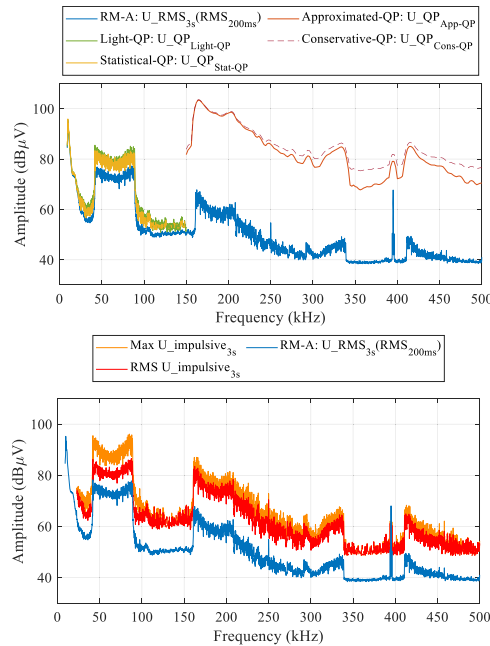 RM-A: U_RMS3s(RMS200ms) Approximated-QP: U_QPApp-QP
Light-QP: U_QPLight-QP Conservative-QP: U_QPCons-QP
Statistical-QP: U_QPStat-QP
Amplitude (dBμV)
100
80
60
40
0 50 100 150 200 250 300 350 400 450 500
Frequency (kHz)
Max U_impulsive3s RM-A: U_RMS3s(RMS200ms)
RMS U_impulsive3s
Amplitude (dBμV)
100
80
60
40
0 50 100 150 200 250 300 350 400 450 500
Frequency (kHz)